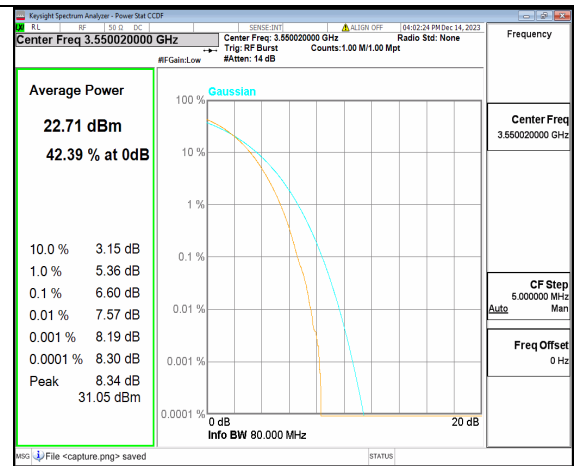 Keysight Spectrum Analyzer - Power Stat CCDF
RL RF 50 Ω DC SENSE:INT ALIGN OFF 04:02:24 PM Dec 14, 2023
Center Freq 3.550020000 GHz
Center Freq: 3.550020000 GHz Radio Std: None
Trig: RF Burst Counts:1.00 M/1.00 Mpt
#IFGain:Low #Atten: 14 dB
Frequency
Average Power
22.71 dBm
42.39 % at 0dB
10.0 % 3.15 dB
1.0 % 5.36 dB
0.1 % 6.60 dB
0.01 % 7.57 dB
0.001 % 8.19 dB
0.0001 % 8.30 dB
Peak 8.34 dB
31.05 dBm
Gaussian
100 %
10 %
1 %
0.1 %
0.01 %
0.001 %
0.0001 %
0 dB 20 dB
Info BW 80.000 MHz
Center Freq
3.550020000 GHz
CF Step
5.000000 MHz
Auto Man
Freq Offset
0 Hz
MSG File <capture.png> saved STATUS